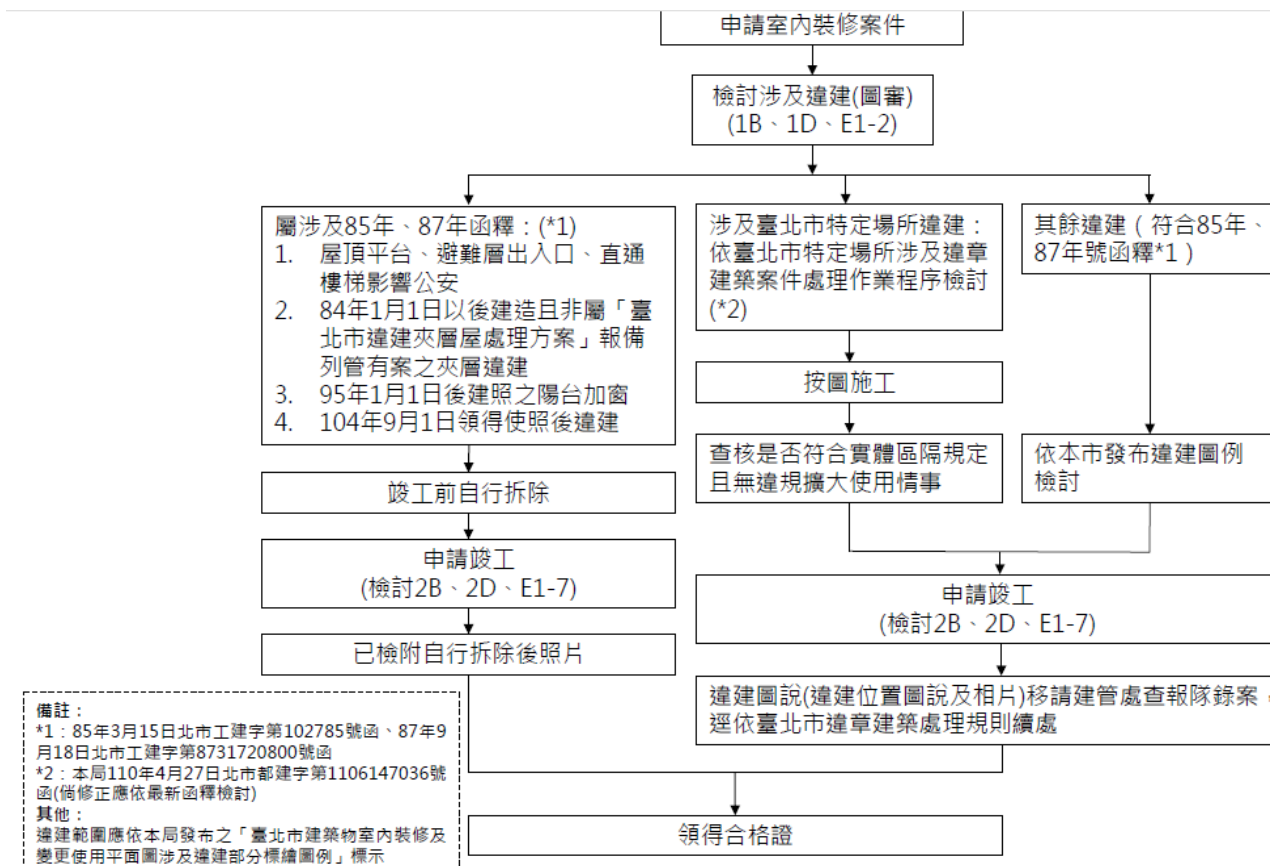 申請室內裝修案件
檢討涉及違建(圖審)
(1B、1D、E1-2)
屬涉及85年、87年函釋：(*1)
1. 屋頂平台、避難層出入口、直通
樓梯影響公安
2. 84年1月1日以後建造且非屬「臺
北市違建夾層屋處理方案」報備
列管有案之夾層違建
3. 95年1月1日後建照之陽台加窗
4. 104年9月1日領得使照後違建
竣工前自行拆除
申請竣工
(檢討2B、2D、E1-7)
已檢附自行拆除後照片
涉及臺北市特定場所違建：
依臺北市特定場所涉及違章
建築案件處理作業程序檢討
(*2)
按圖施工
查核是否符合實體區隔規定
且無違規擴大使用情事
其餘違建（符合85年、
87年號函釋*1）
依本市發布違建圖例
檢討
申請竣工
(檢討2B、2D、E1-7)
違建圖說(違建位置圖說及相片)移請建管處查報隊錄案，
逕依臺北市違章建築處理規則續處
領得合格證
備註：
*1：85年3月15日北市工建字第102785號函、87年9
月18日北市工建字第8731720800號函
*2：本局110年4月27日北市都建字第1106147036號
函(倘修正應依最新函釋檢討)
其他：
違建範圍應依本局發布之「臺北市建築物室內裝修及
變更使用平面圖涉及違建部分標繪圖例」標示